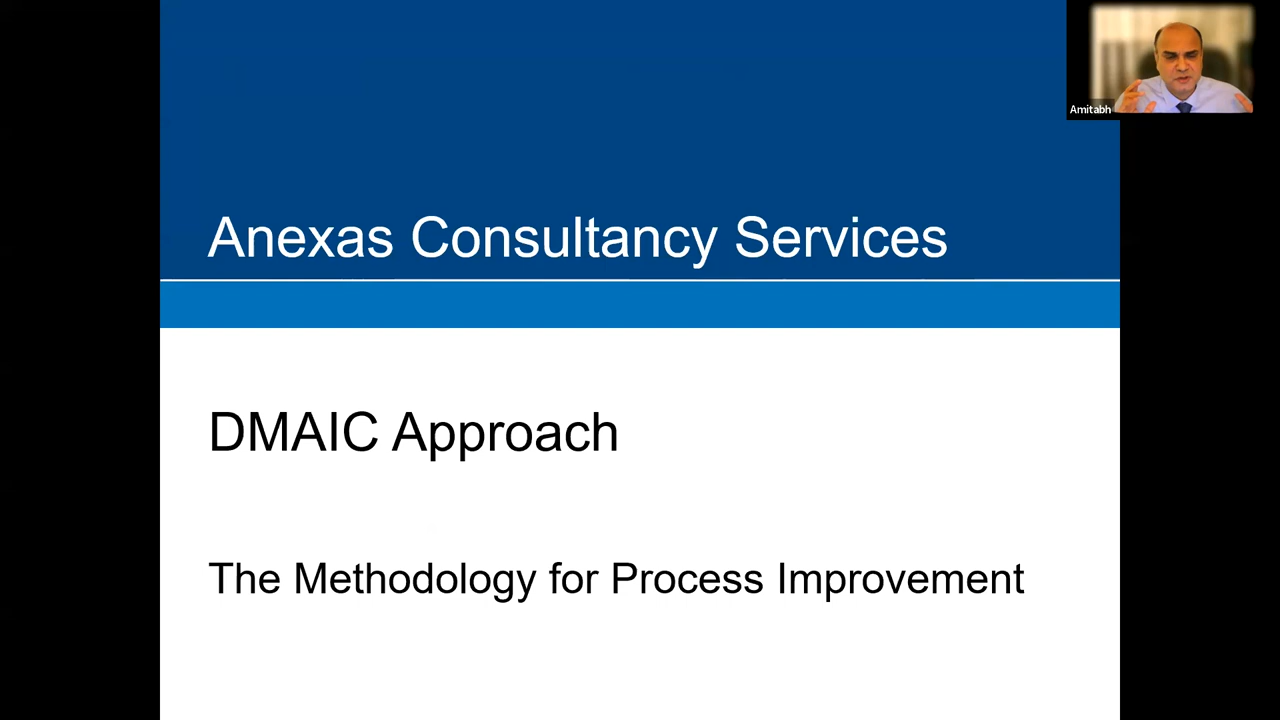 Amitabh
Anexas Consultancy Services
DMAIC Approach
The Methodology for Process Improvement